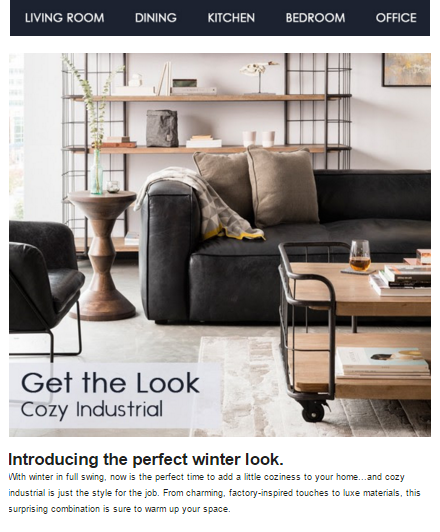 LIVING ROOM DINING KITCHEN BEDROOM OFFICE
Get the Look
Cozy Industrial
Introducing the perfect winter look.
With winter in full swing, now is the perfect time to add a little coziness to your home...and cozy
industrial is just the style for the job. From charming, factory-inspired touches to luxe materials, this
surprising combination is sure to warm up your space.